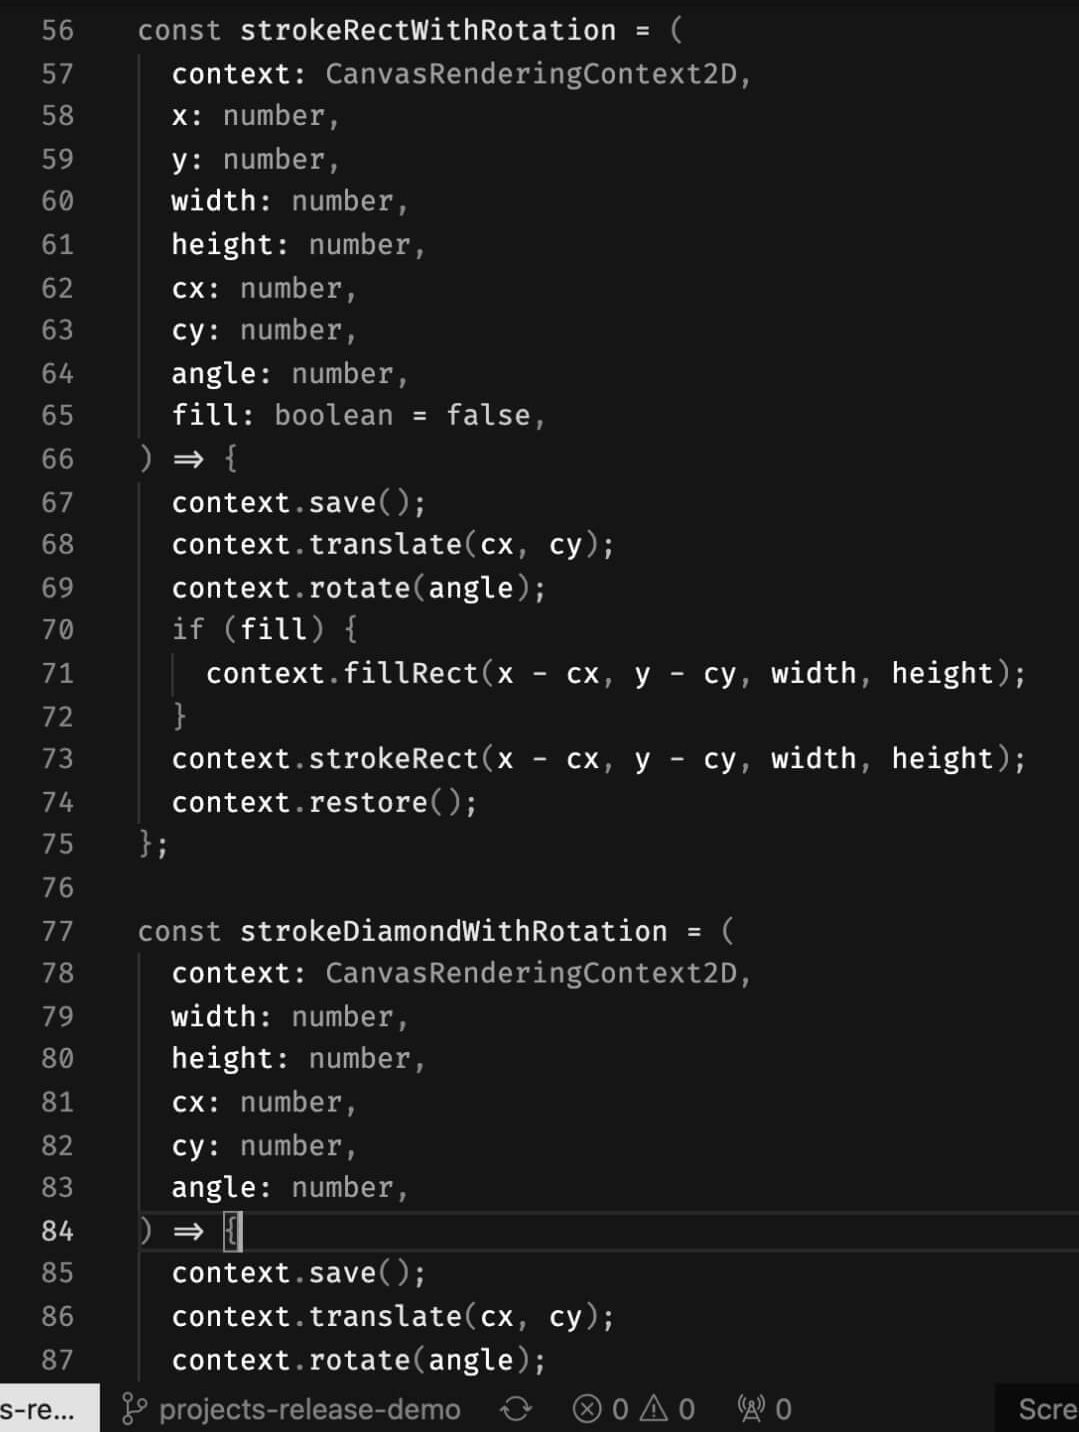 56 const strokeRectWithRotation = (
57 context: CanvasRenderingContext2D,
58 x: number,
59 y: number,
60 width: number,
61 height: number,
62 cx: number,
63 cy: number,
64 angle: number,
65 fill: boolean = false,
66 ) => {
67 context.save();
68 context.translate(cx, cy);
69 context.rotate(angle);
70 if (fill) {
71 context.fillRect(x - cx, y - cy, width, height);
72 }
73 context.strokeRect(x - cx, y - cy, width, height);
74 context.restore();
75 };
76
77 const strokeDiamondWithRotation = (
78 context: CanvasRenderingContext2D,
79 width: number,
80 height: number,
81 cx: number,
82 cy: number,
83 angle: number,
84 ) => {
85 context.save();
86 context.translate(cx, cy);
87 context.rotate(angle);
s-re... projects-release-demo 0 0 0 Scre